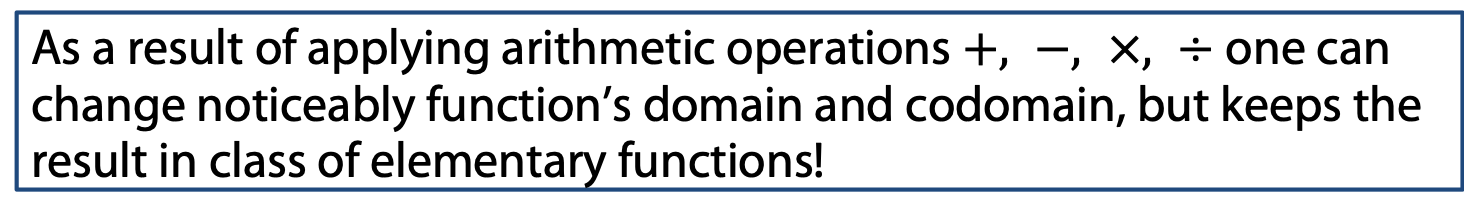 As a result of applying arithmetic operations +, −, ×, ÷ one can
change noticeably function’s domain and codomain, but keeps the
result in class of elementary functions!